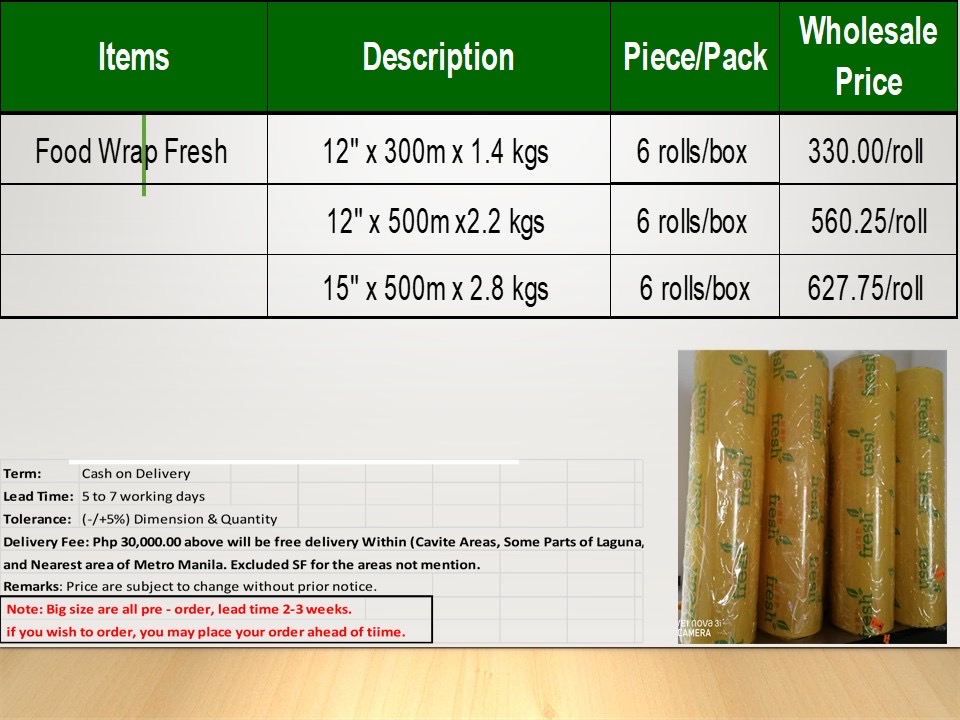 Items Description Piece/Pack Wholesale Price
Food Wrap Fresh 12" x 300m x 1.4 kgs 6 rolls/box 330.00/roll
12" x 500m x2.2 kgs 6 rolls/box 560.25/roll
15" x 500m x 2.8 kgs 6 rolls/box 627.75/roll
Term: Cash on Delivery
Lead Time: 5 to 7 working days
Tolerance: (-/+5%) Dimension & Quantity
Delivery Fee: Php 30,000.00 above will be free delivery Within (Cavite Areas, Some Parts of Laguna,
and Nearest area of Metro Manila. Excluded SF for the areas not mention.
Remarks: Price are subject to change without prior notice.
Note: Big size are all pre - order, lead time 2-3 weeks.
if you wish to order, you may place your order ahead of tiime.
fresh
fresh
fresh
fresh
fresh
fresh
fresh
fresh
fresh
nova 3i
CAMERA